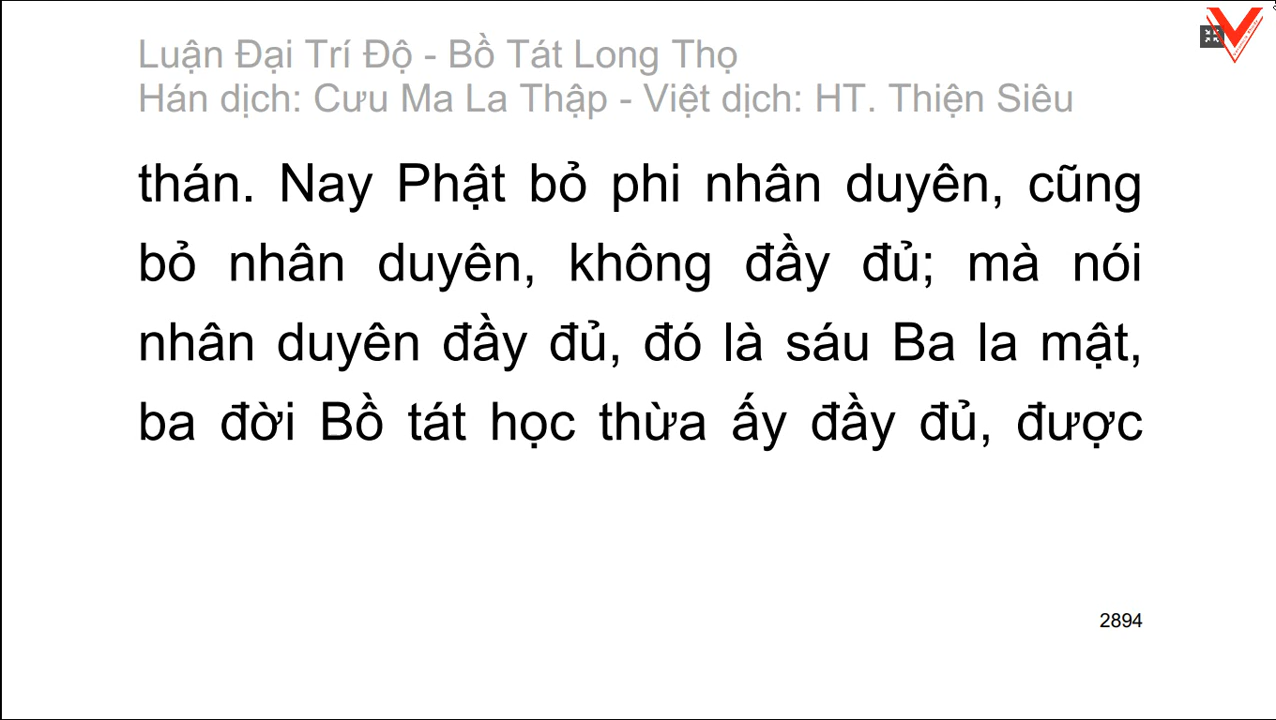 Luận Đại Trí Độ - Bồ Tát Long Thọ
Hán dịch: Cưu Ma La Thập - Việt dịch: HT. Thiện Siêu
thán. Nay Phật bỏ phi nhân duyên, cũng
bỏ nhân duyên, không đầy đủ; mà nói
nhân duyên đầy đủ, đó là sáu Ba la mật,
ba đời Bồ tát học thừa ấy đầy đủ, được
2894